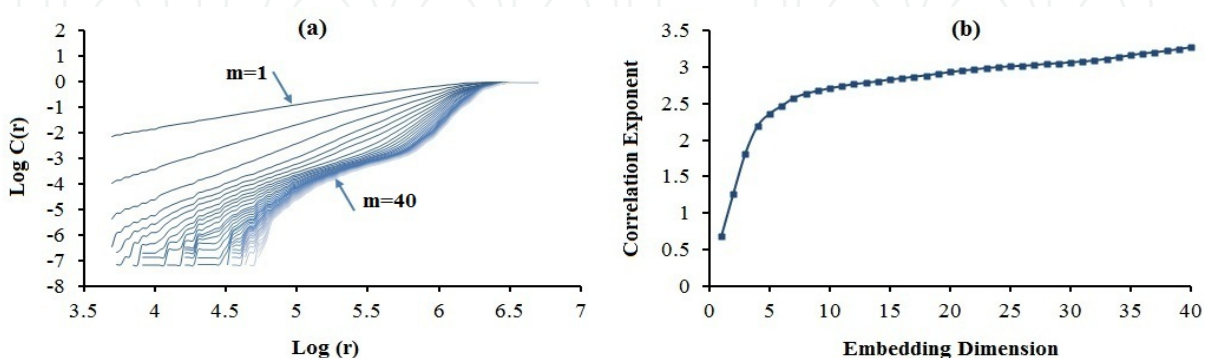 (a)
2
1
0
-1
-2
-3
-4
-5
-6
-7
-8
Log C(r)
m=1
m=40
3.5 4 4.5 5 5.5 6 6.5 7
Log (r)
(b)
3.5
3
2.5
2
1.5
1
0.5
0
Correlation Exponent
0 5 10 15 20 25 30 35 40
Embedding Dimension